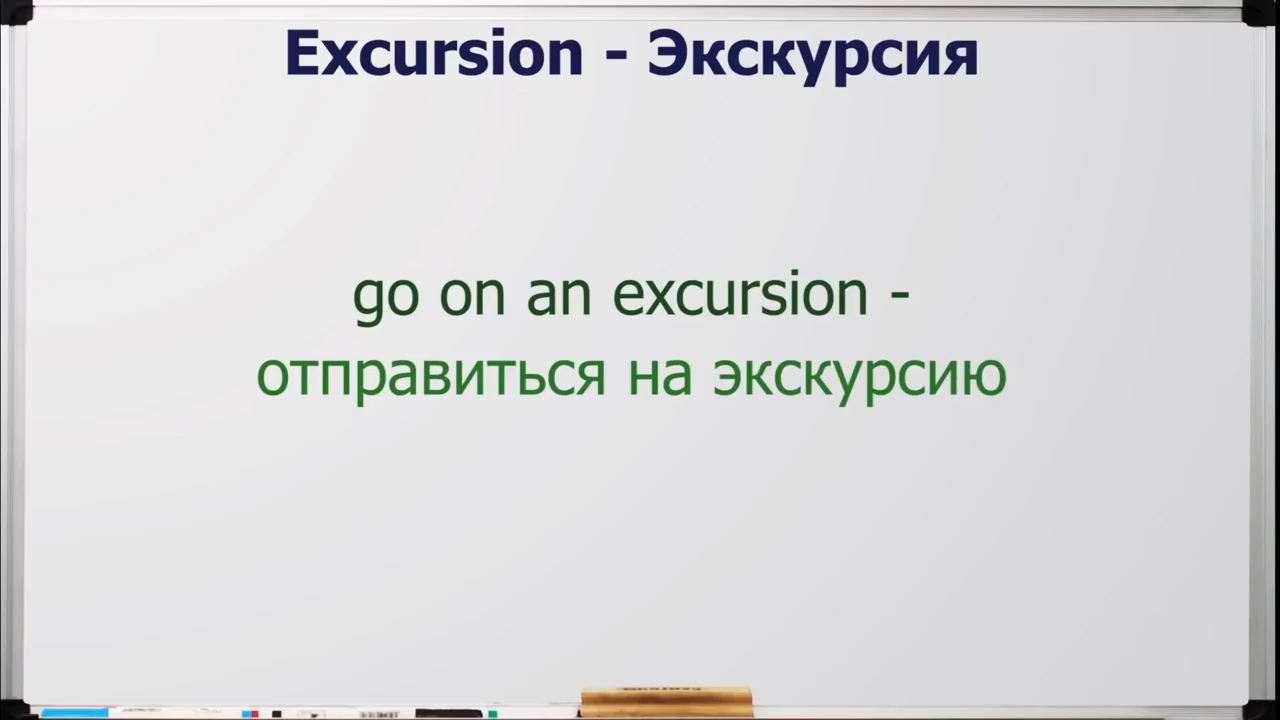 Excursion - Экскурсия
go on an excursion -
отправиться на экскурсию